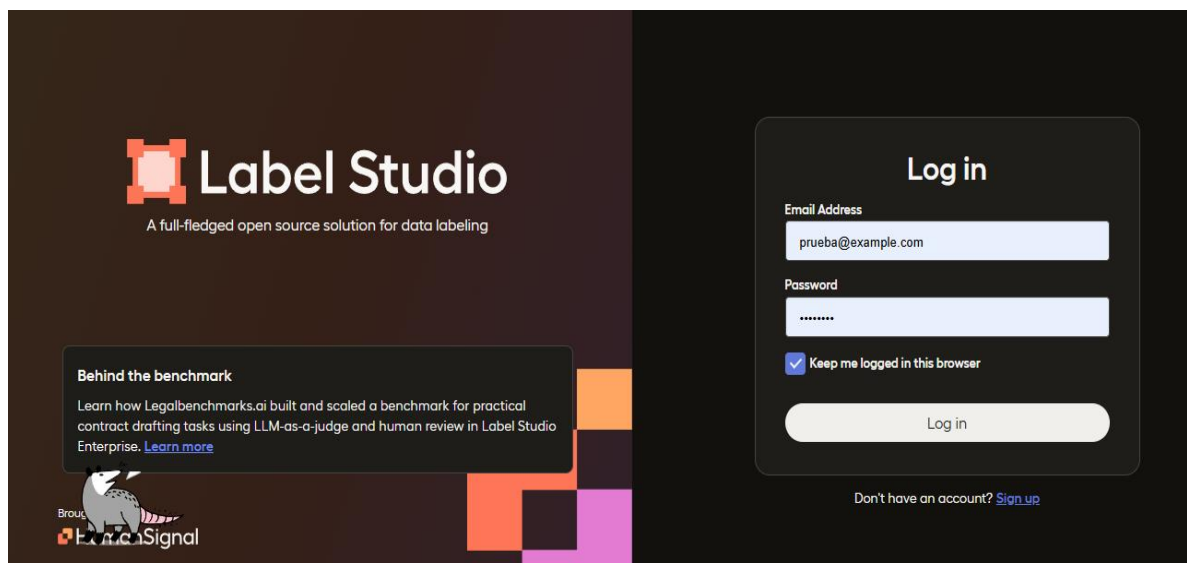 Label Studio
A full-fledged open source solution for data labeling
Behind the benchmark
Learn how Legalbenchmarks.ai built and scaled a benchmark for practical
contract drafting tasks using LLM-as-a-judge and human review in Label Studio
Enterprise. Learn more
Signal
Log in
Email Address
prueba@example.com
Password
••••••••
Keep me logged in this browser
Log in
Don't have an account? Sign up